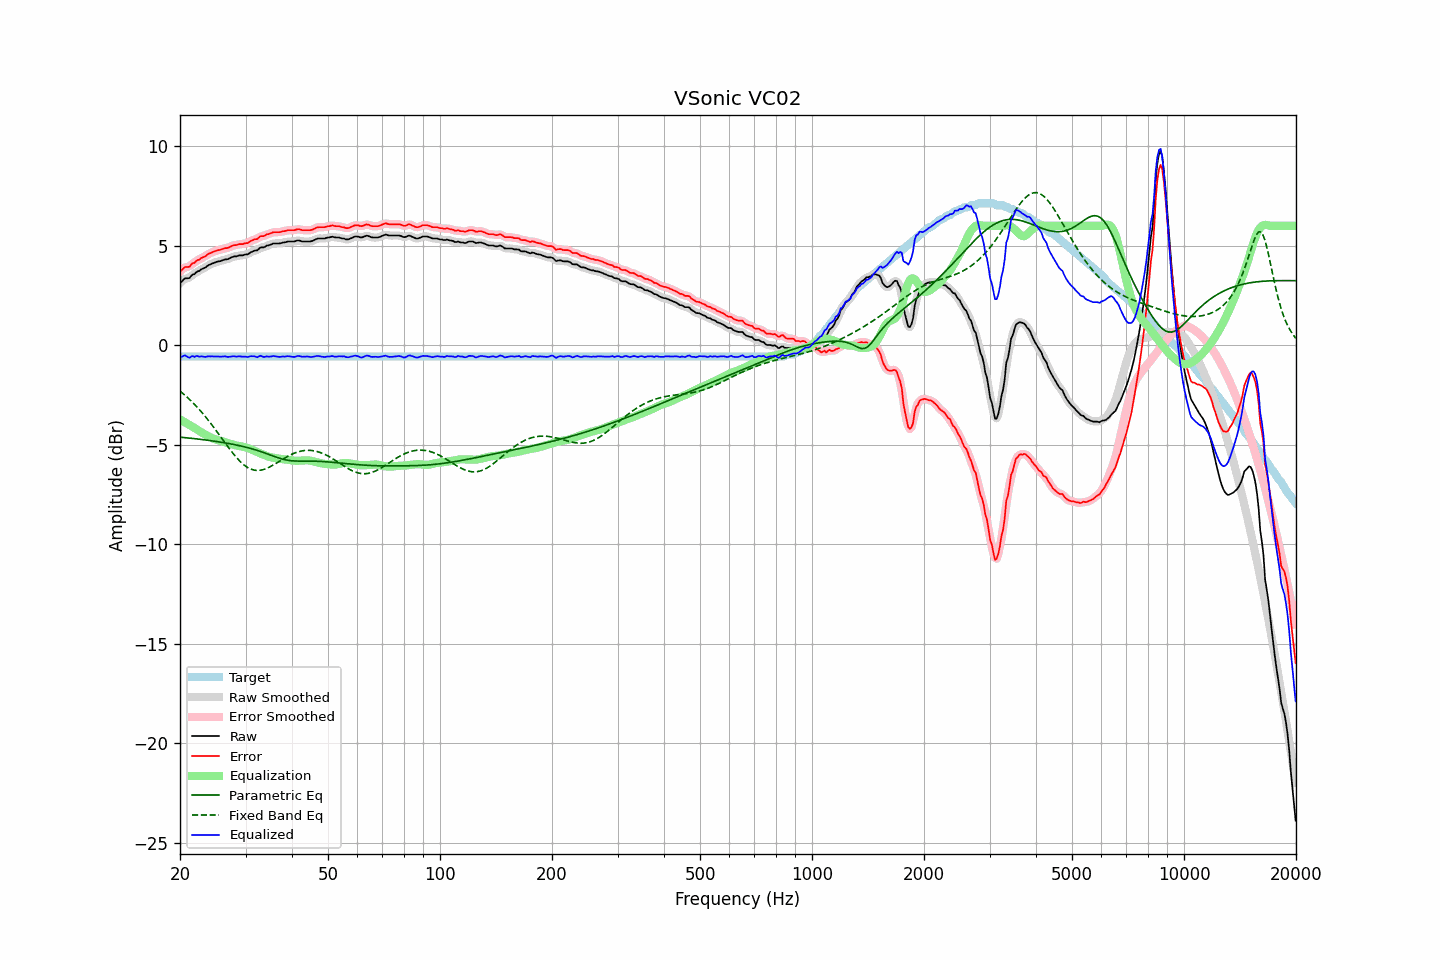 VSonic VC02
10
5
0
−5
−10
−15
−20
−25
Amplitude (dBr)
Target
Raw Smoothed
Error Smoothed
Raw
Error
Equalization
Parametric Eq
Fixed Band Eq
Equalized
20 50 100 200 500 1000 2000 5000 10000 20000
Frequency (Hz)